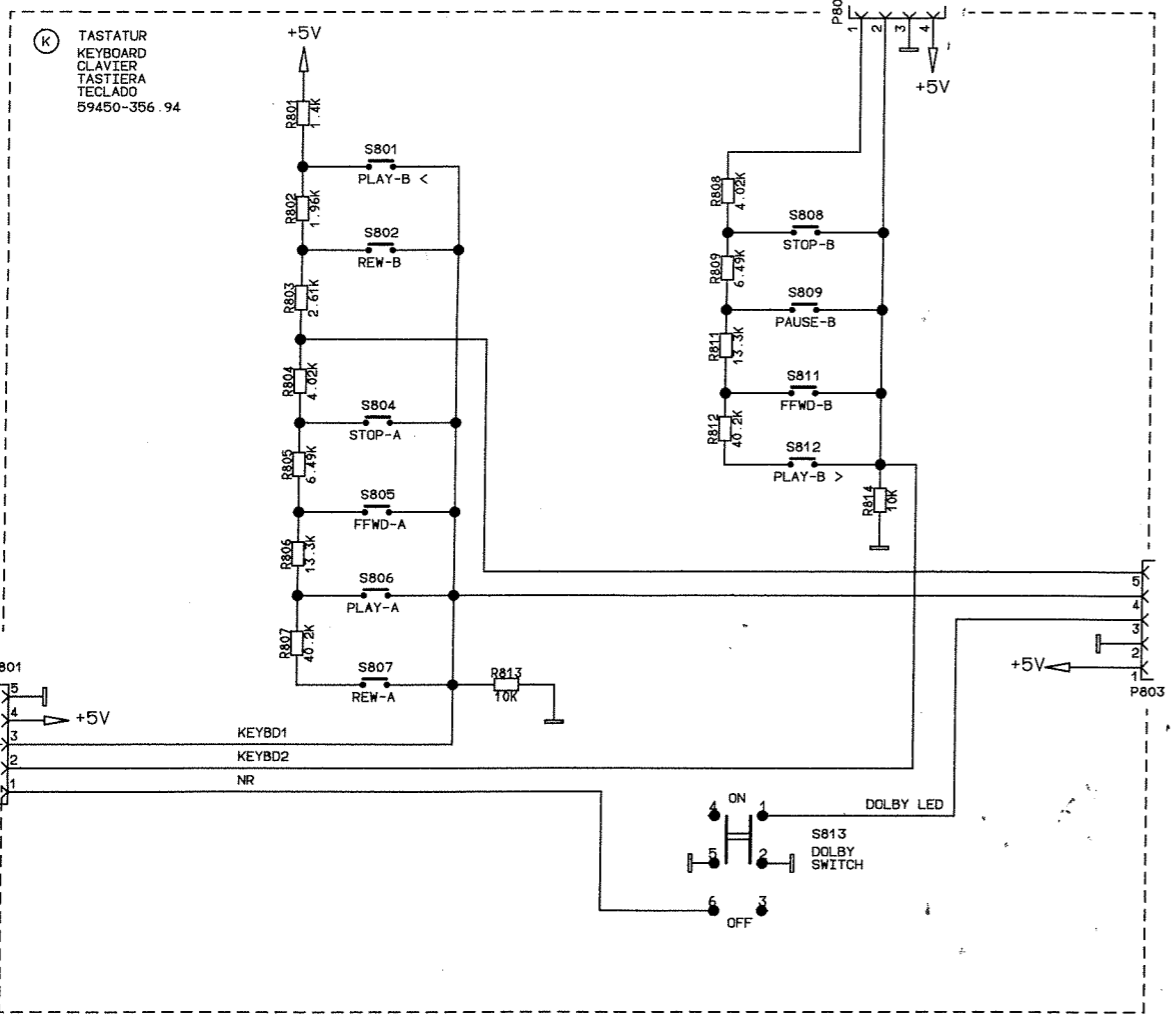 K
TASTATUR
KEYBOARD
CLAVIER
TASTIERA
TECLADO
59450-356.94
+5V
R801
1.4K
S801
PLAY-B <
R802
1.96K
S802
REW-B
R803
2.61K
R804
4.02K
S804
STOP-A
R805
6.49K
S805
FFWD-A
R806
13.3K
S806
PLAY-A
R807
40.2K
S807
REW-A
R813
10K
1
2
3
4
+5V
R808
4.02K
S808
STOP-B
R809
6.49K
S809
PAUSE-B
R811
13.3K
S811
FFWD-B
R812
40.2K
S812
PLAY-B >
R814
10K
5
4
3
2
1
+5V
P803
801
5
4
+5V
3
KEYBD1
2
KEYBD2
1
NR
4
ON
1
DOLBY LED
S813
DOLBY
SWITCH
5
2
6
3
OFF